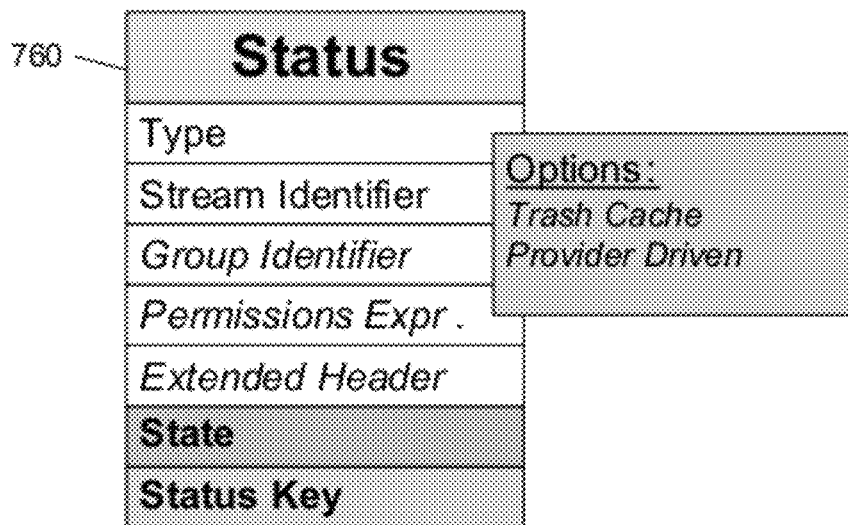 760
Status
Type
Stream Identifier
Group Identifier
Permissions Expr .
Extended Header
State
Status Key
Options:
Trash Cache
Provider Driven